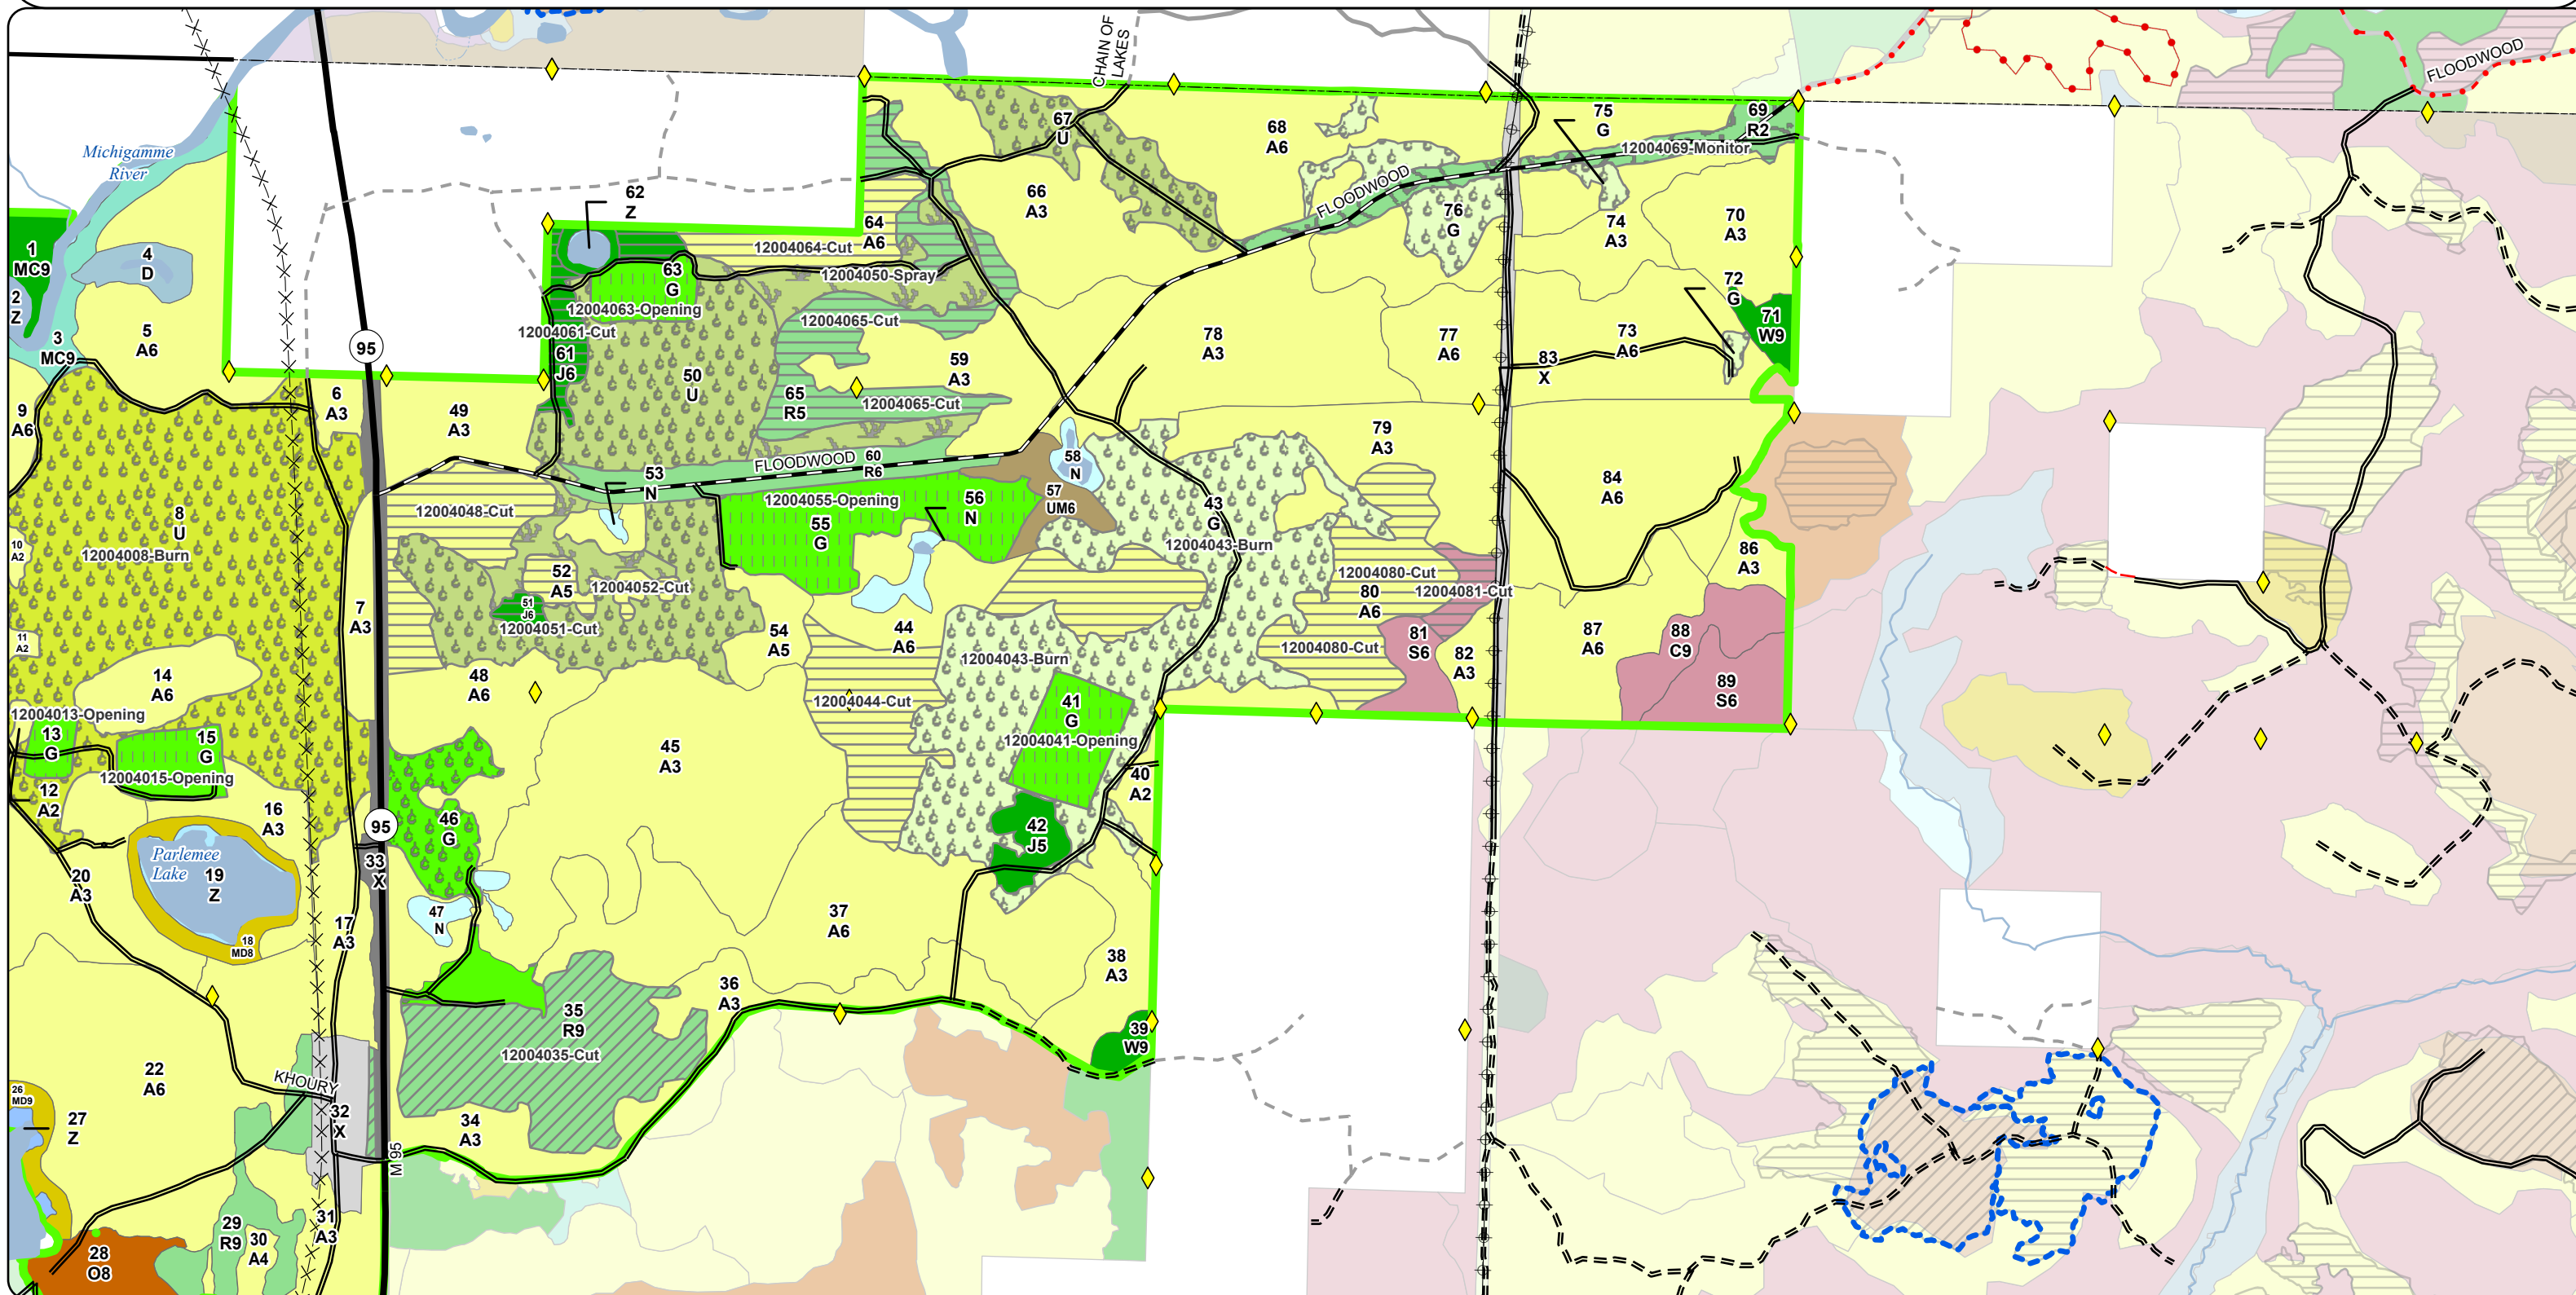 CHAIN OF
LAKES
FLOODWOOD
Michigamme
River
1
MC9
2
Z
3
MC9
4
D
5
A6
62
Z
67
U
68
A6
75
G
69
R2
12004069-Monitor
66
A3
FLOODWOOD
76
G
74
A3
70
A3
64
A6
12004064-Cut
12004050-Spray
63
G
12004063-Opening
12004061-Cut
61
J6
12004065-Cut
72
G
71
W9
95
50
U
59
A3
78
A3
77
A6
73
A6
83
X
65
R5
12004065-Cut
6
A3
49
A3
9
A6
79
A3
FLOODWOOD
60
R6
53
N
58
N
57
UM6
84
A6
8
U
12004008-Burn
12004048-Cut
12004055-Opening
55
G
56
N
43
G
12004043-Burn
10
A2
52
A5
12004052-Cut
51
J6
12004051-Cut
12004080-Cut
80
A6
12004081-Cut
86
A3
7
A3
11
A2
54
A5
44
A6
12004043-Burn
12004080-Cut
81
S6
82
A3
87
A6
88
C9
89
S6
14
A6
48
A6
12004044-Cut
41
G
12004041-Opening
12004013-Opening
13
G
15
G
12004015-Opening
45
A3
40
A2
12
A2
16
A3
95
46
G
42
J5
Parlemee
Lake
19
Z
33
X
20
A3
18
MD8
17
A3
47
N
37
A6
38
A3
36
A3
35
R9
12004035-Cut
39
W9
22
A6
KHOURY
26
MD9
27
Z
32
X
34
A3
M 95
29
R9
30
A4
31
A3
28
O8